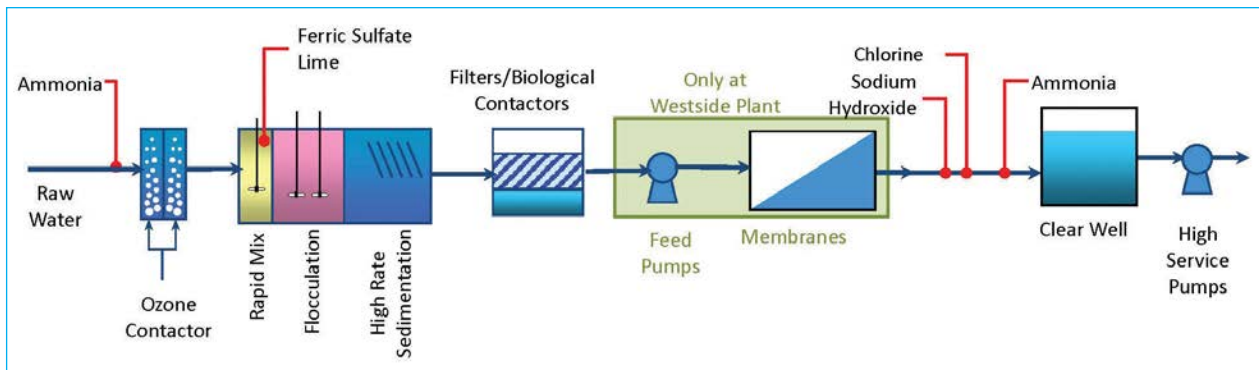 Ammonia
Raw
Water
Ozone
Contactor
Ferric Sulfate
Lime
Rapid Mix
Flocculation
High Rate
Sedimentation
Filters/Biological
Contactors
Only at
Westside Plant
Feed
Pumps
Membranes
Chlorine
Sodium
Hydroxide
Ammonia
Clear Well
High
Service
Pumps